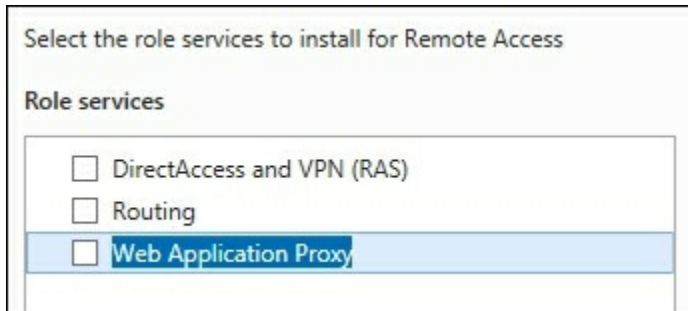 Select the role services to install for Remote Access
Role services
DirectAccess and VPN (RAS)
Routing
Web Application Proxy